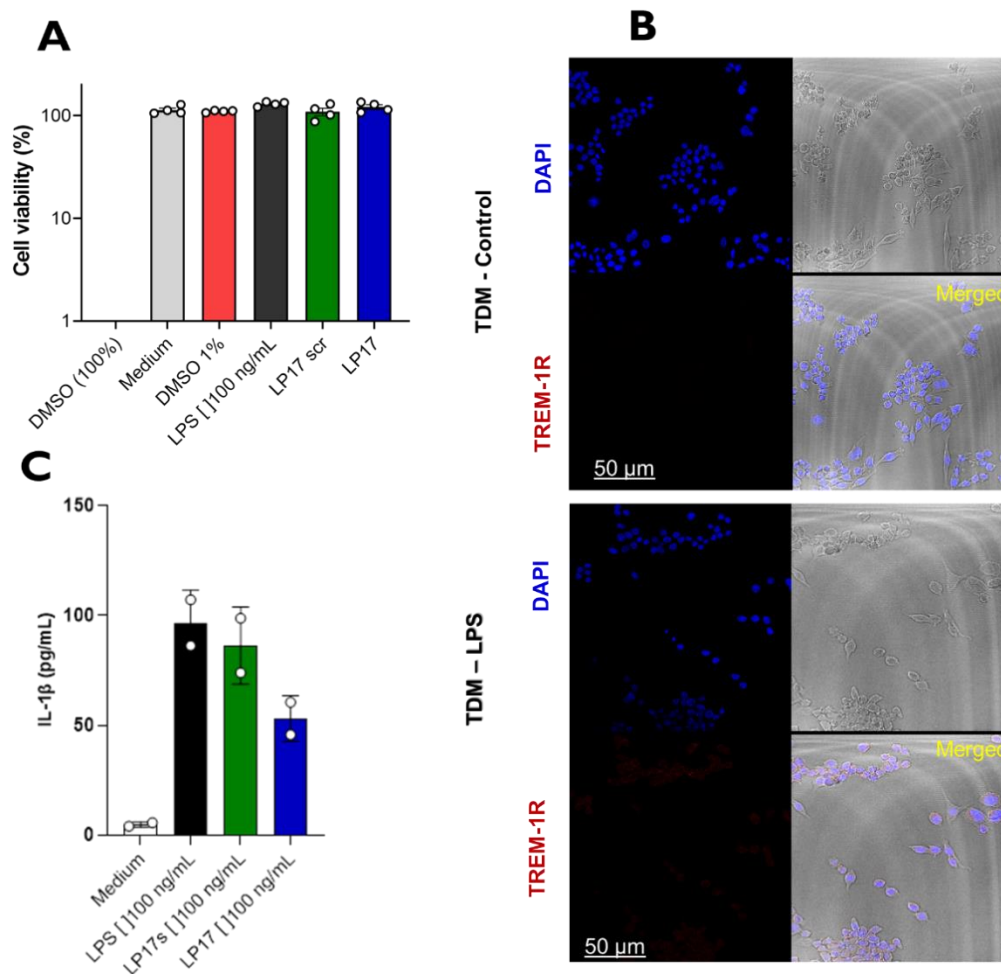 A
Cell viability (%)
100
10
1
DMSO (100%)
Medium
DMSO 1%
LPS [ ]100 ng/mL
LP17 scr
LP17
B
TDM - Control
DAPI
TREM-1R
Merged
50 µm
TDM – LPS
DAPI
TREM-1R
Merged
50 µm
C
IL-1β (pg/mL)
150
100
50
0
Medium
LPS [ ]100 ng/mL
LP17s [ ]100 ng/mL
LP17 [ ]100 ng/mL